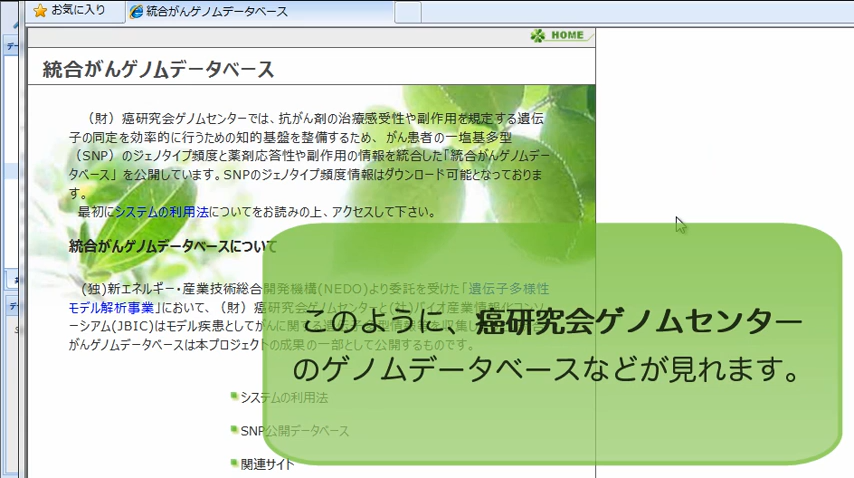 お気に入り
統合がんゲノムデータベース
HOME
統合がんゲノムデータベース
（財）癌研究会ゲノムセンターでは、抗がん剤の治療感受性や副作用を規定する遺伝
子の同定を効率的に行うための知的基盤を整備するため、がん患者の一塩基多型
（SNP）のジェノタイプ頻度と薬剤応答性や副作用の情報を統合した「統合がんゲノムデー
タベース」を公開しています。SNPのジェノタイプ頻度情報はダウンロード可能となっておりま
す。
最初にシステムの利用法についてをお読みの上、アクセスして下さい。
統合がんゲノムデータベースについて
（独）新エネルギー・産業技術総合開発機構(NEDO)より委託を受けた「遺伝子多様性
モデル解析事業」において、（財）癌研究会ゲノムセンターと（社）バイオ産業情報化コンソ
ーシアム(JBIC)はモデル疾患としてがんに関する
がんゲノムデータベースは本プロジェクトの成果の一部として公開するものです。
このように、癌研究会ゲノムセンター
のゲノムデータベースなどが見れます。
システムの利用法
SNP公開データベース
関連サイト